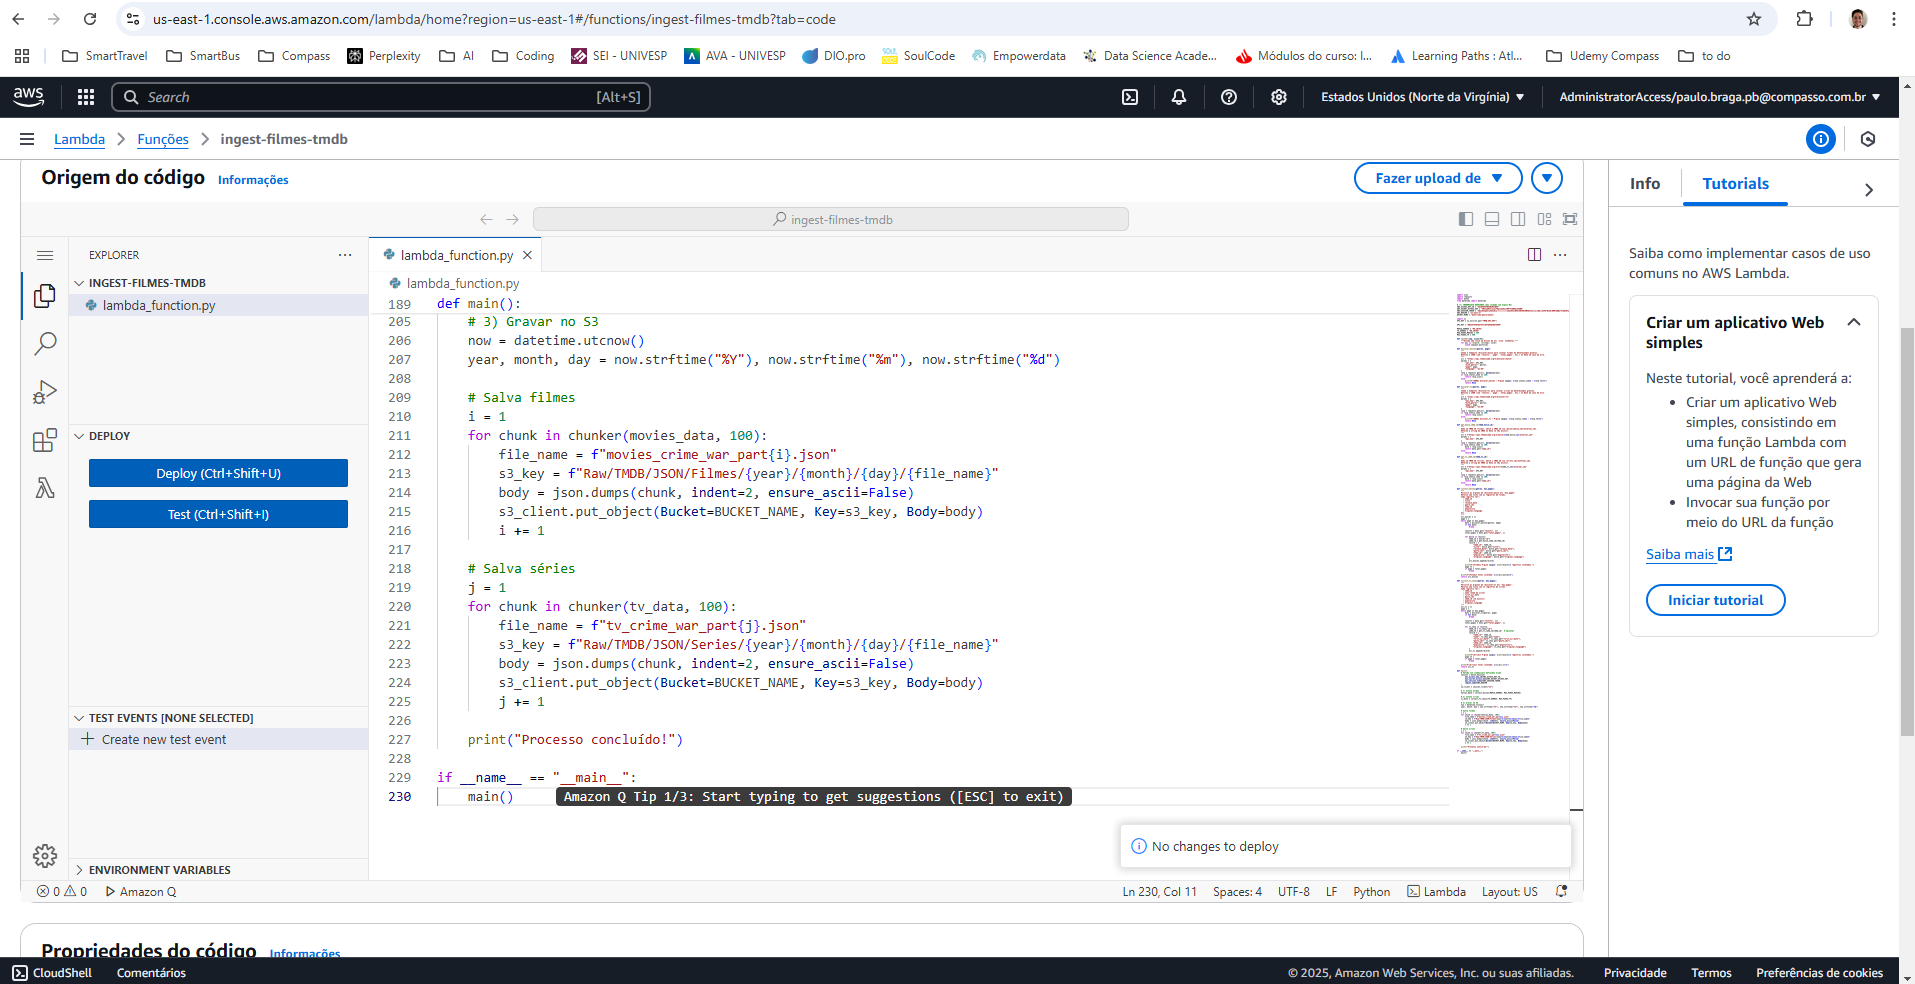 us-east-1.console.aws.amazon.com/lambda/home?region=us-east-1#/functions/ingest-filmes-tmdb?tab=code
SmartTravel SmartBus Compass Perplexity AI Coding SEI - UNIVESP AVA - UNIVESP DIO.pro SoulCode Empowerdata Data Science Acade... Módulos do curso: I... Learning Paths : Atl... Udemy Compass to do
aws Search [Alt+S] Estados Unidos (Norte da Virgínia) AdministratorAccess/paulo.braga.pb@compasso.com.br
Lambda Funções ingest-filmes-tmdb
Origem do código Informações Fazer upload de
ingest-filmes-tmdb
EXPLORER
INGEST-FILMES-TMDB
lambda_function.py
DEPLOY
Deploy (Ctrl+Shift+U)
Test (Ctrl+Shift+I)
TEST EVENTS [NONE SELECTED]
Create new test event
ENVIRONMENT VARIABLES
lambda_function.py
lambda_function.py
189 def main():
205 # 3) Gravar no S3
206 now = datetime.utcnow()
207 year, month, day = now.strftime("%Y"), now.strftime("%m"), now.strftime("%d")
208
209 # Salva filmes
210 i = 1
211 for chunk in chunker(movies_data, 100):
212 file_name = f"movies_crime_war_part{i}.json"
213 s3_key = f"Raw/TMDB/JSON/Filmes/{year}/{month}/{day}/{file_name}"
214 body = json.dumps(chunk, indent=2, ensure_ascii=False)
215 s3_client.put_object(Bucket=BUCKET_NAME, Key=s3_key, Body=body)
216 i += 1
217
218 # Salva séries
219 j = 1
220 for chunk in chunker(tv_data, 100):
221 file_name = f"tv_crime_war_part{j}.json"
222 s3_key = f"Raw/TMDB/JSON/Series/{year}/{month}/{day}/{file_name}"
223 body = json.dumps(chunk, indent=2, ensure_ascii=False)
224 s3_client.put_object(Bucket=BUCKET_NAME, Key=s3_key, Body=body)
225 j += 1
226
227 print("Processo concluído!")
228
229 if __name__ == "__main__":
230 main() Amazon Q Tip 1/3: Start typing to get suggestions ([ESC] to exit)
No changes to deploy
0 0 Amazon Q Ln 230, Col 11 Spaces: 4 UTF-8 LF Python Lambda Layout: US
Info Tutorials
Saiba como implementar casos de uso
comuns no AWS Lambda.
Criar um aplicativo Web
simples
Neste tutorial, você aprenderá a:
• Criar um aplicativo Web
simples, consistindo em
uma função Lambda com
um URL de função que gera
uma página da Web
• Invocar sua função por
meio do URL da função
Saiba mais
Iniciar tutorial
Propriedades do código Informações
CloudShell Comentários © 2025, Amazon Web Services, Inc. ou suas afiliadas. Privacidade Termos Preferências de cookies